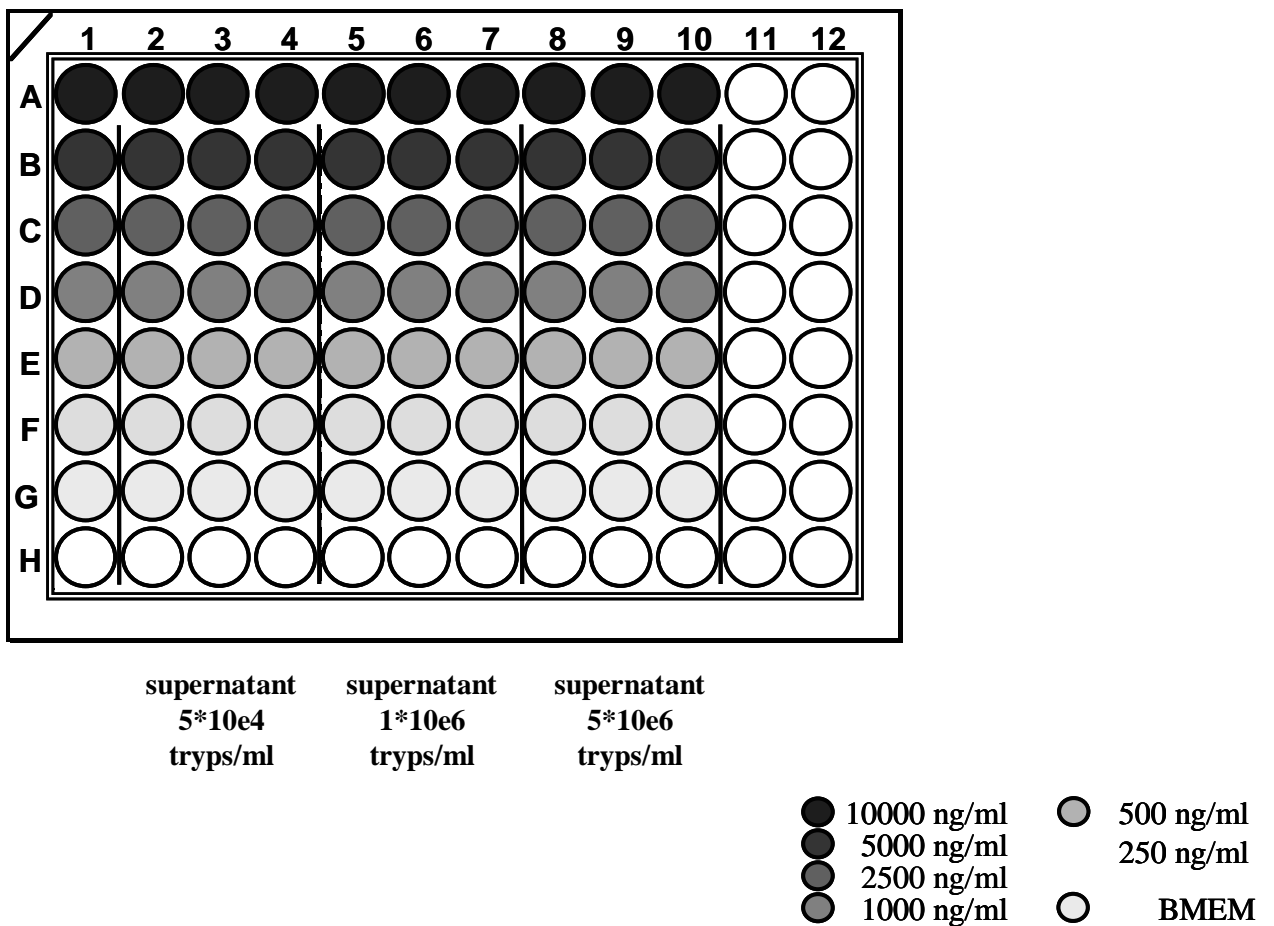 1 2 3 4 5 6 7 8 9 10 11 12
A
B
C
D
E
F
G
H
supernatant
5*10e4
tryps/ml
supernatant
1*10e6
tryps/ml
supernatant
5*10e6
tryps/ml
10000 ng/ml
5000 ng/ml
2500 ng/ml
1000 ng/ml
500 ng/ml
250 ng/ml
BMEM